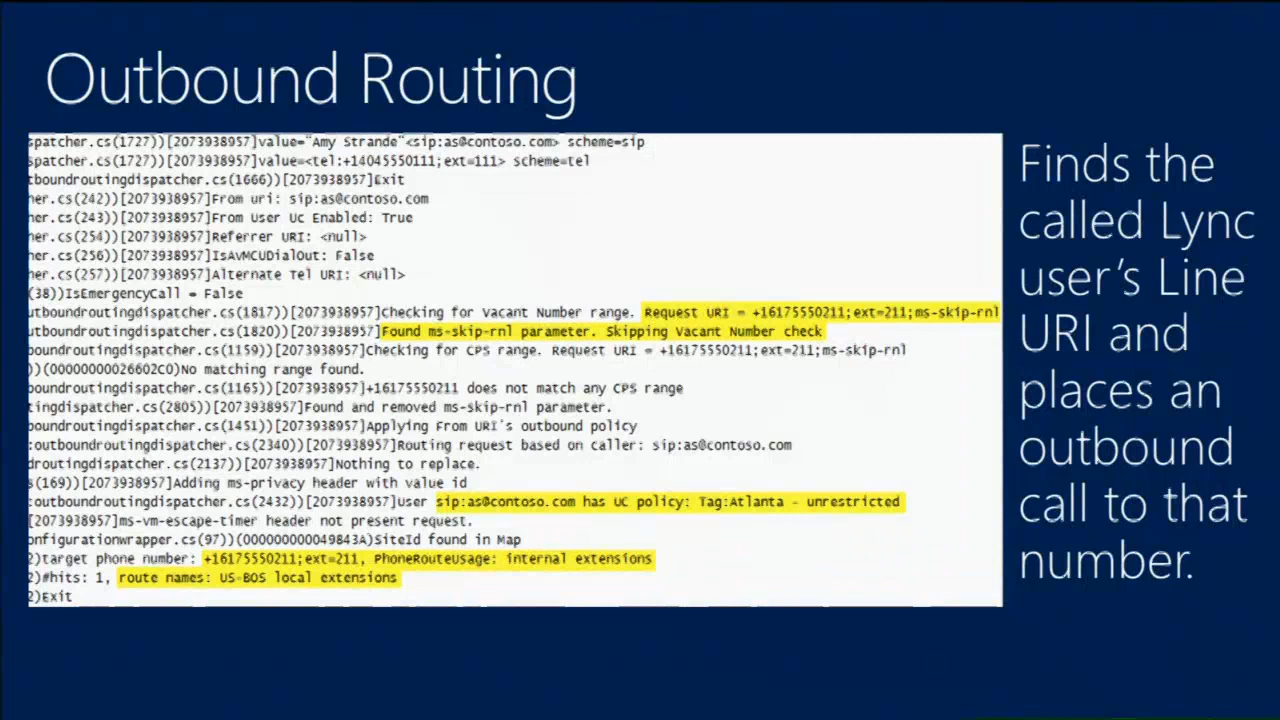 Outbound Routing
spatcher.cs(1727))[2073938957]value="Amy Strande"<sip:as@contoso.com> scheme=sip
spatcher.cs(1727))[2073938957]value=<tel:+14045550111;ext=111> scheme=tel
tboundroutingdispatcher.cs(1666))[2073938957]Exit
her.cs(242))[2073938957]From uri: sip:as@contoso.com
her.cs(243))[2073938957]From User Uc Enabled: True
her.cs(254))[2073938957]Referrer URI: <null>
her.cs(256))[2073938957]IsAVMCUDialOut: False
her.cs(257))[2073938957]Alternate Tel URI: <null>
(38))IsEmergencyCall = False
utboundroutingdispatcher.cs(1817))[2073938957]Checking for Vacant Number range. Request URI = +16175550211;ext=211;ms-skip-rnl
utboundroutingdispatcher.cs(1820))[2073938957]Found ms-skip-rnl parameter. Skipping Vacant Number check
boundroutingdispatcher.cs(1159))[2073938957]Checking for CPS range. Request URI = +16175550211;ext=211;ms-skip-rnl
))(00000000026602C0)No matching range found.
boundroutingdispatcher.cs(1165))[2073938957]+16175550211 does not match any CPS range
tingdispatcher.cs(2805))[2073938957]Found and removed ms-skip-rnl parameter.
boundroutingdispatcher.cs(1451))[2073938957]Applying From URI's outbound policy
:outboundroutingdispatcher.cs(2340))[2073938957]Routing request based on caller: sip:as@contoso.com
droutingdispatcher.cs(2137))[2073938957]Nothing to replace.
s(169))[2073938957]Adding ms-privacy header with value id
:outboundroutingdispatcher.cs(2432))[2073938957]User sip:as@contoso.com has UC policy: Tag:Atlanta - unrestricted
[2073938957]ms-vm-escape-timer header not present request.
onfigurationwrapper.cs(97))(000000000049843A)SiteId found in Map
2)target phone number: +16175550211;ext=211, PhoneRouteUsage: internal extensions
2)#hits: 1, route names: US-BOS local extensions
2)Exit
Finds the
called Lync
user's Line
URI and
places an
outbound
call to that
number.